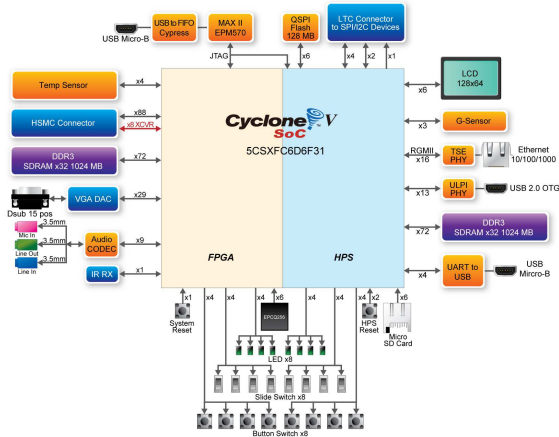 USB Micro-B
USB to FIFO
Cypress
MAX II
EPM570
QSPI
Flash
128 MB
LTC Connector
to SPI/I2C Devices
JTAG
x6
x4
x2
x1
Temp Sensor
x4
HSMC Connector
x88
x8 XCVR
DDR3
SDRAM x32 1024 MB
x72
Dsub 15 pos
VGA DAC
x29
Mic In
3.5mm
Line Out
3.5mm
Line In
3.5mm
Audio
CODEC
x9
IR RX
x1
Cyclone V
SoC
5CSXFC6D6F31
FPGA
HPS
x6
LCD
128x64
x3
G-Sensor
RGMII
x16
TSE
PHY
Ethernet
10/100/1000
x13
ULPI
PHY
USB 2.0 OTG
x72
DDR3
SDRAM x32 1024 MB
x4
UART to
USB
USB
Mircro-B
x1
x4
x4
x4
x6
x4
x4
x4
x2
x6
System
Reset
EPCQ256
HPS
Reset
Micro
SD Card
LED x8
Slide Switch x8
Button Switch x8